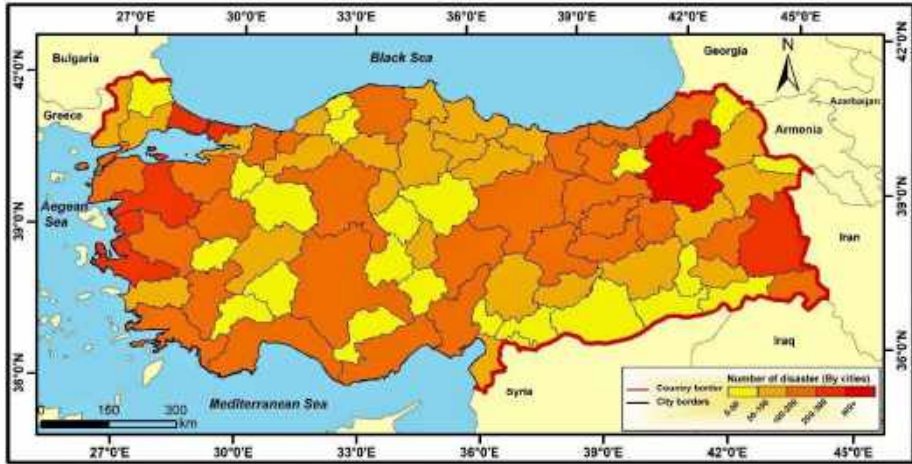 27°0'E 30°0'E 33°0'E 36°0'E 39°0'E 42°0'E 45°0'E
Bulgaria
Black Sea
Georgia
N
42°0'N
42°0'N
Greece
Azerbaijan
Armenia
Aegean
Sea
39°0'N
39°0'N
Iran
Iraq
36°0'N
36°0'N
Syria
Mediterranean Sea
0 150 300
km
Number of disaster (By cities)
Country border
City borders
27°0'E 30°0'E 33°0'E 36°0'E 39°0'E 42°0'E 45°0'E